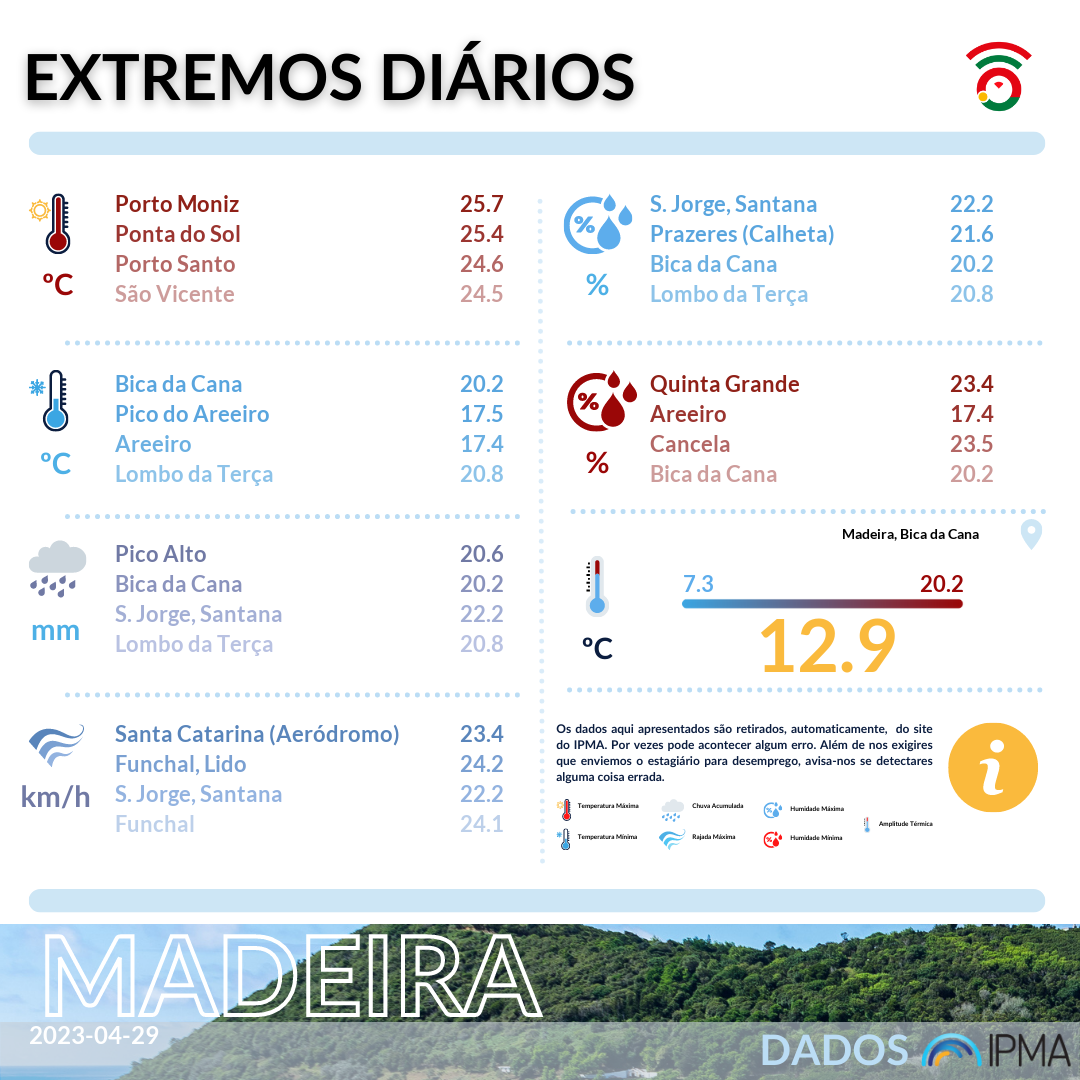 EXTREMOS DIÁRIOS
Porto Moniz 25.7
Ponta do Sol 25.4
Porto Santo 24.6
São Vicente 24.5
ºC
Bica da Cana 20.2
Pico do Areeiro 17.5
Areeiro 17.4
Lombo da Terça 20.8
ºC
Pico Alto 20.6
Bica da Cana 20.2
S. Jorge, Santana 22.2
Lombo da Terça 20.8
mm
Santa Catarina (Aeródromo) 23.4
Funchal, Lido 24.2
S. Jorge, Santana 22.2
Funchal 24.1
km/h
%
S. Jorge, Santana 22.2
Prazeres (Calheta) 21.6
Bica da Cana 20.2
Lombo da Terça 20.8
%
%
Quinta Grande 23.4
Areeiro 17.4
Cancela 23.5
Bica da Cana 20.2
%
Madeira, Bica da Cana
7.3 20.2
12.9
ºC
Os dados aqui apresentados são retirados, automaticamente, do site
do IPMA. Por vezes pode acontecer algum erro. Além de nos exigires
que enviemos o estagiário para desemprego, avisa-nos se detectares
alguma coisa errada.
i
Temperatura Máxima Chuva Acumulada Humidade Máxima
Amplitude Térmica
Temperatura Mínima Rajada Máxima Humidade Mínima
MADEIRA
2023-04-29
DADOS IPMA